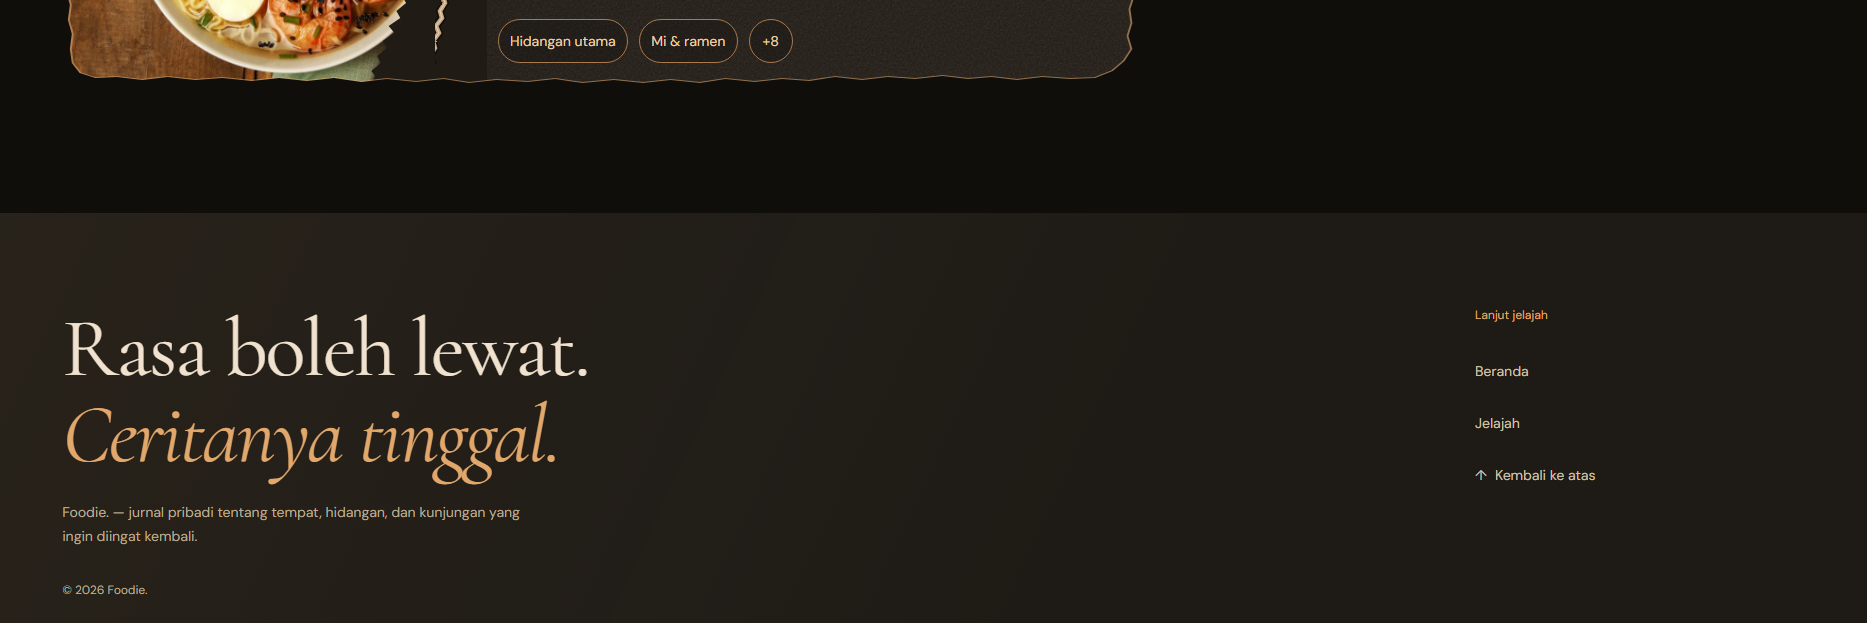 Hidangan utama
Mi & ramen
+8
Rasa boleh lewat.
Ceritanya tinggal.
Foodie. — jurnal pribadi tentang tempat, hidangan, dan kunjungan yang
ingin diingat kembali.
© 2026 Foodie.
Lanjut jelajah
Beranda
Jelajah
↑ Kembali ke atas